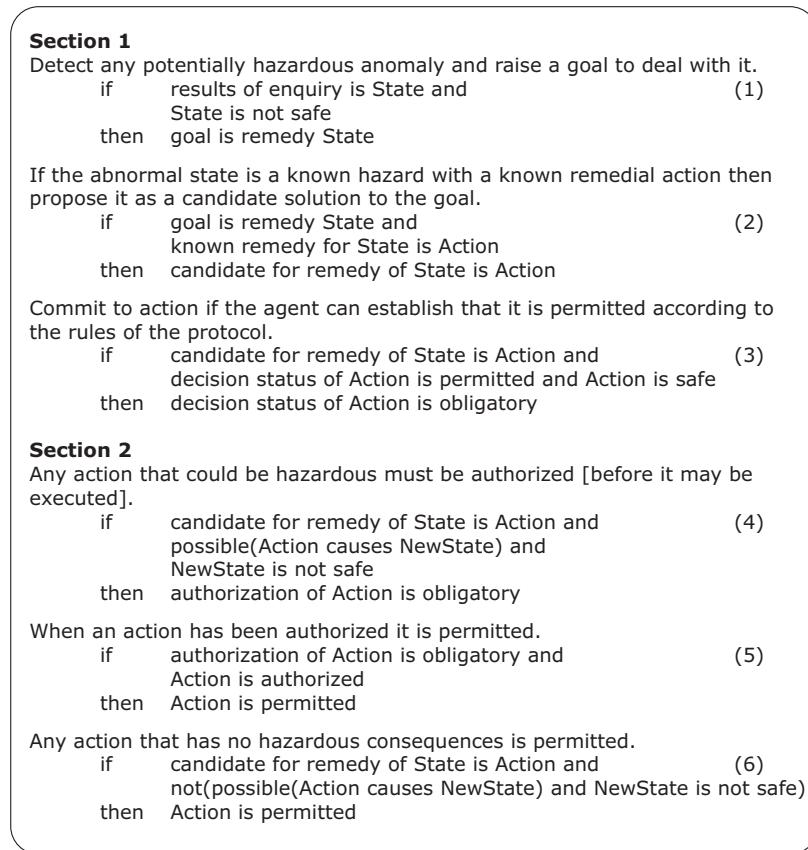 Section 1
Detect any potentially hazardous anomaly and raise a goal to deal with it.
if results of enquiry is State and (1)
State is not safe
then goal is remedy State
If the abnormal state is a known hazard with a known remedial action then
propose it as a candidate solution to the goal.
if goal is remedy State and (2)
known remedy for State is Action
then candidate for remedy of State is Action
Commit to action if the agent can establish that it is permitted according to
the rules of the protocol.
if candidate for remedy of State is Action and (3)
decision status of Action is permitted and Action is safe
then decision status of Action is obligatory
Section 2
Any action that could be hazardous must be authorized [before it may be
executed].
if candidate for remedy of State is Action and (4)
possible(Action causes NewState) and
NewState is not safe
then authorization of Action is obligatory
When an action has been authorized it is permitted.
if authorization of Action is obligatory and (5)
Action is authorized
then Action is permitted
Any action that has no hazardous consequences is permitted.
if candidate for remedy of State is Action and (6)
not(possible(Action causes NewState) and NewState is not safe)
then Action is permitted